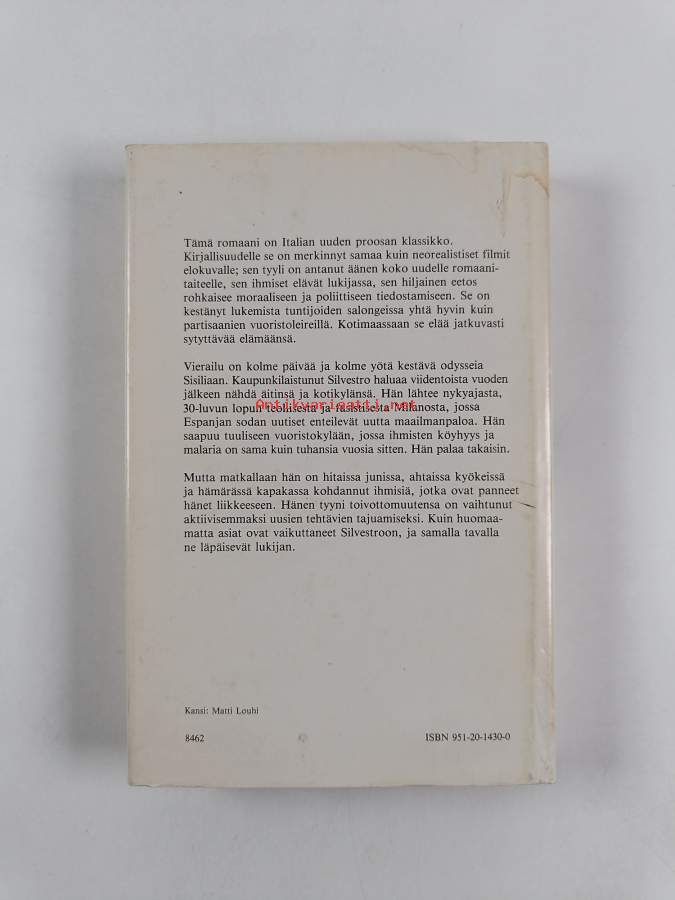 Tämä romaani on Italian uuden proosan klassikko.
Kirjallisuudelle se on merkinnyt samaa kuin neorealistiset filmit
elokuvalle; sen tyyli on antanut äänen koko uudelle romaani-
taiteelle, sen ihmiset elävät lukijassa, sen hiljainen eetos
rohkaisee moraaliseen ja poliittiseen tiedostamiseen. Se on
kestänyt lukemista tuntijoiden salongeissa yhtä hyvin kuin
partisaanien vuoristoleireillä. Kotimaassaan se elää jatkuvasti
sytyttävää elämäänsä.
Vierailu on kolme päivää ja kolme yötä kestävä odysseia
Sisiliaan. Kaupunkilaistunut Silvestro haluaa viidentoista vuoden
jälkeen nähdä äitinsä ja kotikylänsä. Hän lähtee nykyajasta,
Antikvariaatti.net
30-luvun lopun teollisesta ja fasistisesta Milanosta, jossa
Espanjan sodan uutiset enteilevät uutta maailmanpaloa. Hän
saapuu tuuliseen vuoristokylään, jossa ihmisten köyhyys ja
malaria on sama kuin tuhansia vuosia sitten. Hän palaa takaisin.
Mutta matkallaan hän on hitaissa junissa, ahtaissa kyökeissä
ja hämärässä kapakassa kohdannut ihmisiä, jotka ovat panneet
hänet liikkeeseen. Hänen tyyni toivottomuutensa on vaihtunut
aktiivisemmaksi uusien tehtävien tajuamiseksi. Kuin huomaa-
matta asiat ovat vaikuttaneet Silvestroon, ja samalla tavalla
ne läpäisevät lukijan.
Kansi: Matti Louhi
8462
ISBN 951-20-1430-0